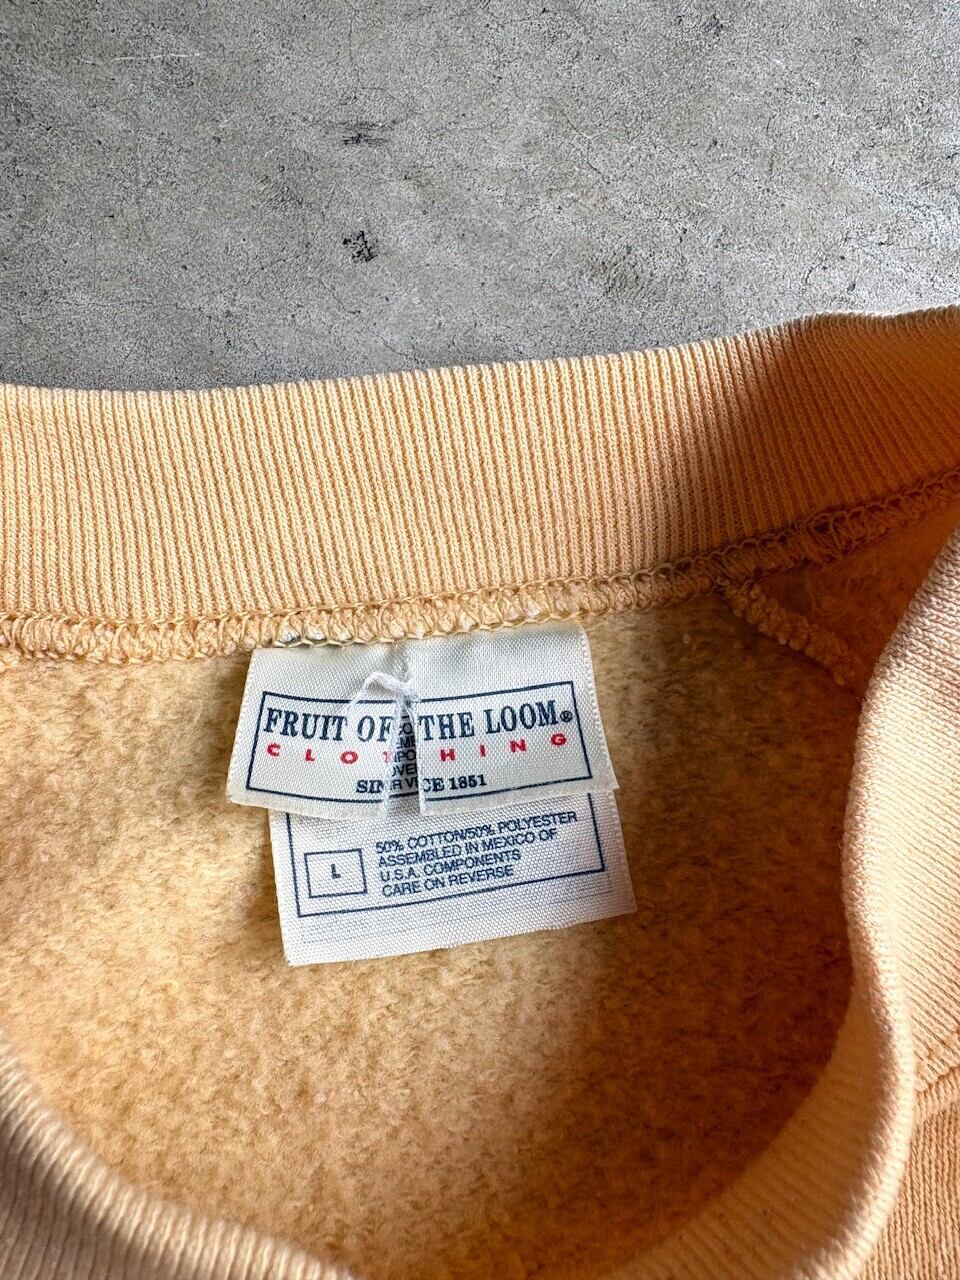 FRUIT OF THE LOOM®
CLOTHING
SINCE 1851
L
50% COTTON/50% POLYESTER
ASSEMBLED IN MEXICO OF
U.S.A. COMPONENTS
CARE ON REVERSE